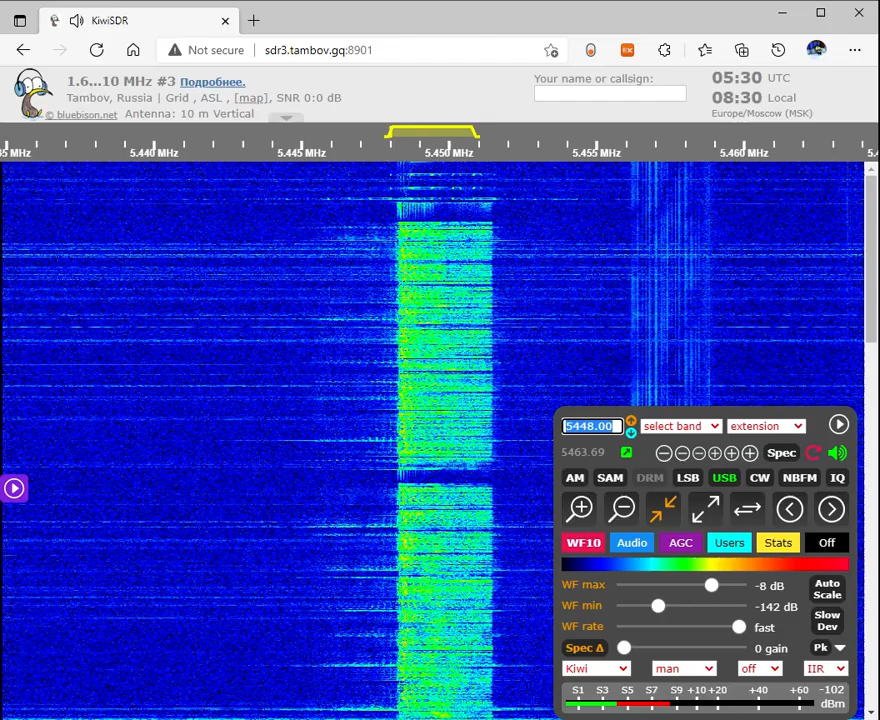 KiwiSDR
Not secure sdr3.tambov.gq:8901
EX
1.6...10 MHz #3 Подробнее.
Tambov, Russia | Grid , ASL , [map], SNR 0:0 dB
© bluebison.net Antenna: 10 m Vertical
Your name or callsign:
05:30 UTC
08:30 Local
Europe/Moscow (MSK)
35 MHz 5.440 MHz 5.445 MHz 5.450 MHz 5.455 MHz 5.460 MHz 5.4
5448.00 select band extension
5463.69 Spec
AM SAM DRM LSB USB CW NBFM IQ
WF10 Audio AGC Users Stats Off
WF max -8 dB Auto Scale
WF min -142 dB
WF rate fast Slow Dev
Spec Δ 0 gain Pk
Kiwi man off IIR
S1 S3 S5 S7 S9 +10 +20 +40 +60 -102 dBm